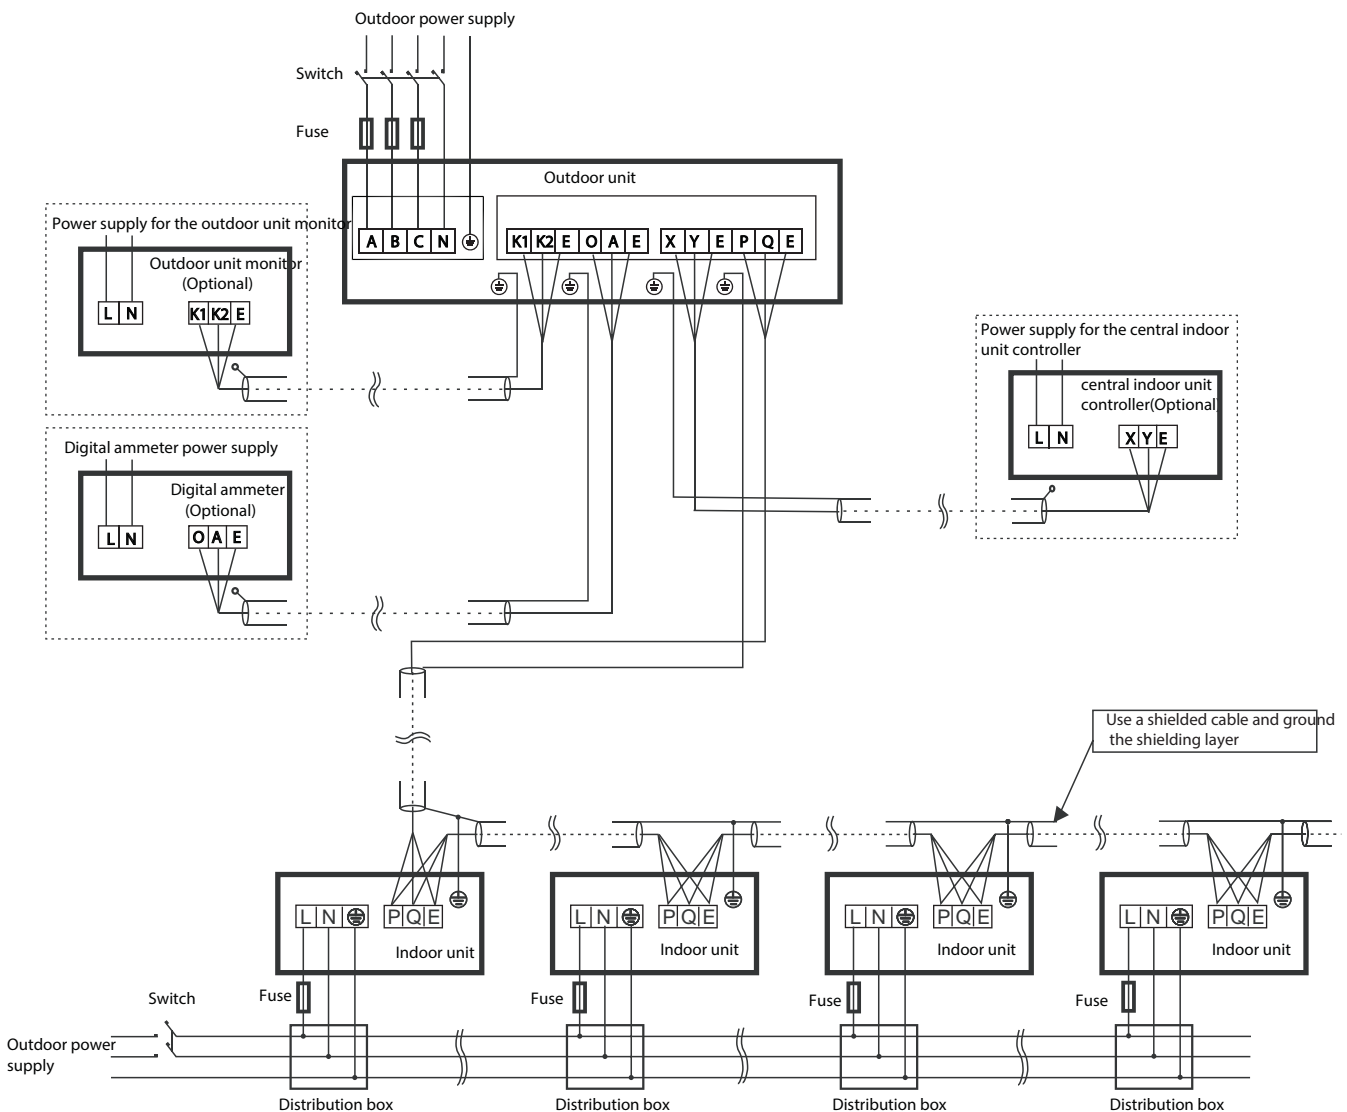 Outdoor power supply
Switch
Fuse
Outdoor unit
A B C N
K1 K2 E O A E
X Y E P Q E
Power supply for the outdoor unit monitor
Outdoor unit monitor
(Optional)
L N
K1 K2 E
Digital ammeter power supply
Digital ammeter
(Optional)
L N
O A E
Power supply for the central indoor
unit controller
central indoor unit
controller(Optional)
L N
X Y E
Use a shielded cable and ground
the shielding layer
L N
P Q E
Indoor unit
L N
P Q E
Indoor unit
L N
P Q E
Indoor unit
L N
P Q E
Indoor unit
Fuse
Fuse
Fuse
Fuse
Switch
Outdoor power
supply
Distribution box
Distribution box
Distribution box
Distribution box